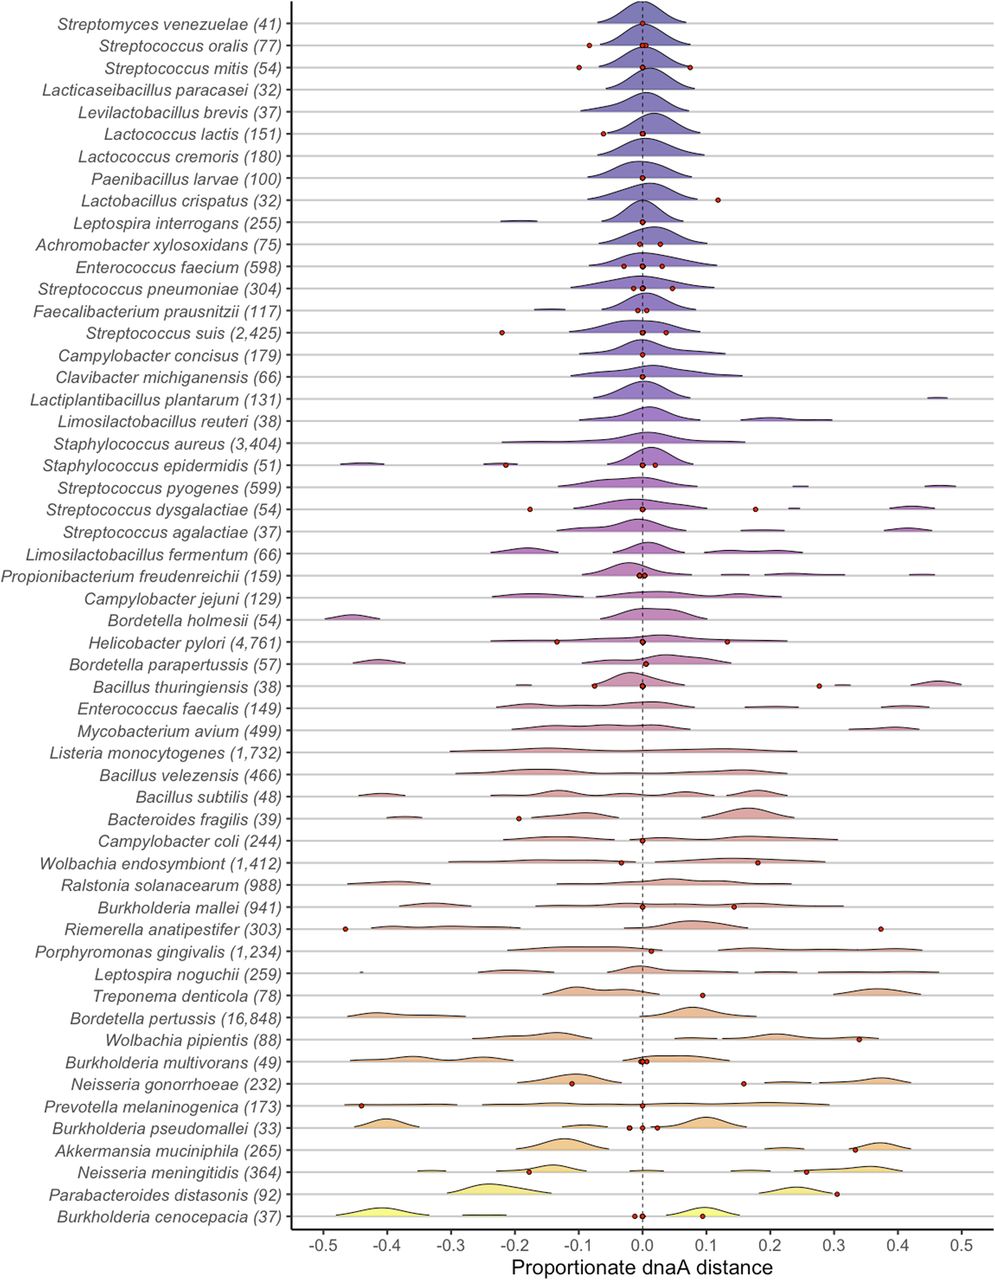 Streptomyces venezuelae (41)
Streptococcus oralis (77)
Streptococcus mitis (54)
Lacticaseibacillus paracasei (32)
Levilactobacillus brevis (37)
Lactococcus lactis (151)
Lactococcus cremoris (180)
Paenibacillus larvae (100)
Lactobacillus crispatus (32)
Leptospira interrogans (255)
Achromobacter xylosoxidans (75)
Enterococcus faecium (598)
Streptococcus pneumoniae (304)
Faecalibacterium prausnitzii (117)
Streptococcus suis (2,425)
Campylobacter concisus (179)
Clavibacter michiganensis (66)
Lactiplantibacillus plantarum (131)
Limosilactobacillus reuteri (38)
Staphylococcus aureus (3,404)
Staphylococcus epidermidis (51)
Streptococcus pyogenes (599)
Streptococcus dysgalactiae (54)
Streptococcus agalactiae (37)
Limosilactobacillus fermentum (66)
Propionibacterium freudenreichii (159)
Campylobacter jejuni (129)
Bordetella holmesii (54)
Helicobacter pylori (4,761)
Bordetella parapertussis (57)
Bacillus thuringiensis (38)
Enterococcus faecalis (149)
Mycobacterium avium (499)
Listeria monocytogenes (1,732)
Bacillus velezensis (466)
Bacillus subtilis (48)
Bacteroides fragilis (39)
Campylobacter coli (244)
Wolbachia endosymbiont (1,412)
Ralstonia solanacearum (988)
Burkholderia mallei (941)
Riemerella anatipestifer (303)
Porphyromonas gingivalis (1,234)
Leptospira noguchii (259)
Treponema denticola (78)
Bordetella pertussis (16,848)
Wolbachia pipientis (88)
Burkholderia multivorans (49)
Neisseria gonorrhoeae (232)
Prevotella melaninogenica (173)
Burkholderia pseudomallei (33)
Akkermansia muciniphila (265)
Neisseria meningitidis (364)
Parabacteroides distasonis (92)
Burkholderia cenocepacia (37)
-0.5 -0.4 -0.3 -0.2 -0.1 0.0 0.1 0.2 0.3 0.4 0.5
Proportionate dnaA distance